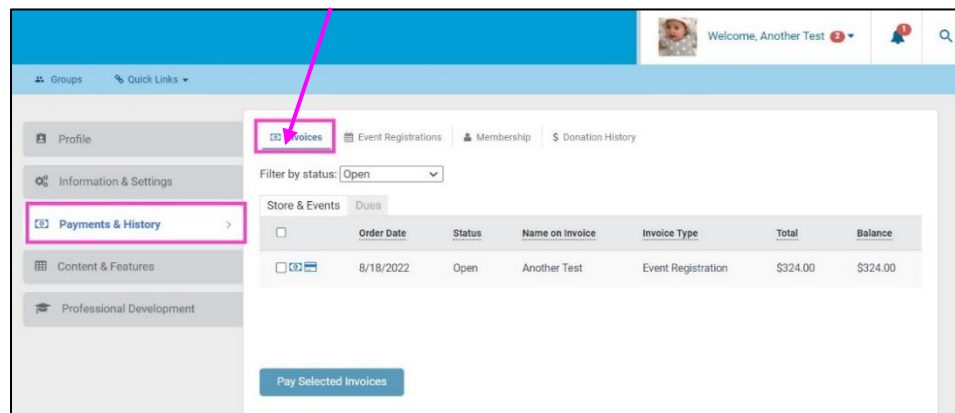 Welcome, Another Test 2
1
Groups Quick Links
Profile
Information & Settings
Payments & History
Content & Features
Professional Development
Invoices Event Registrations Membership $ Donation History
Filter by status: Open
Store & Events Dues
Order Date Status Name on Invoice Invoice Type Total Balance
8/18/2022 Open Another Test Event Registration $324.00 $324.00
Pay Selected Invoices